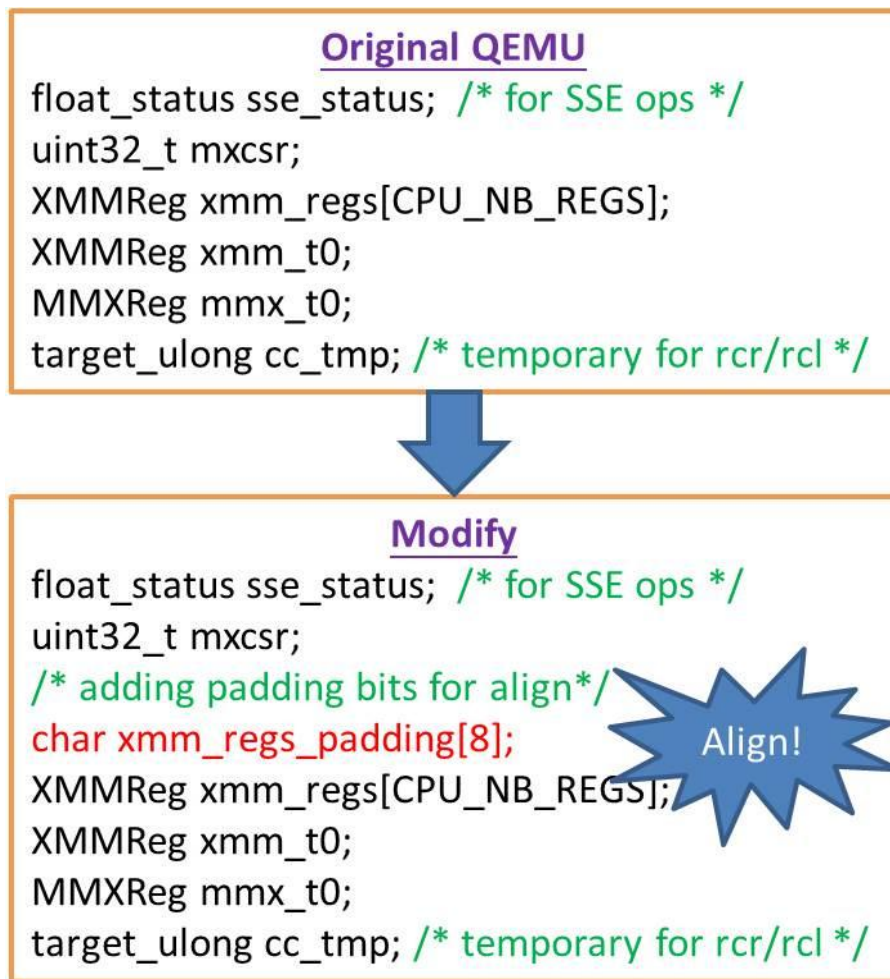 Original QEMU
float_status sse_status;  /* for SSE ops */
uint32_t mxcsr;
XMMReg xmm_regs[CPU_NB_REGS];
XMMReg xmm_t0;
MMXReg mmx_t0;
target_ulong cc_tmp; /* temporary for rcr/rcl */
Modify
float_status sse_status;  /* for SSE ops */
uint32_t mxcsr;
/* adding padding bits for align*/
char xmm_regs_padding[8];
Align!
XMMReg xmm_regs[CPU_NB_REGS];
XMMReg xmm_t0;
MMXReg mmx_t0;
target_ulong cc_tmp; /* temporary for rcr/rcl */